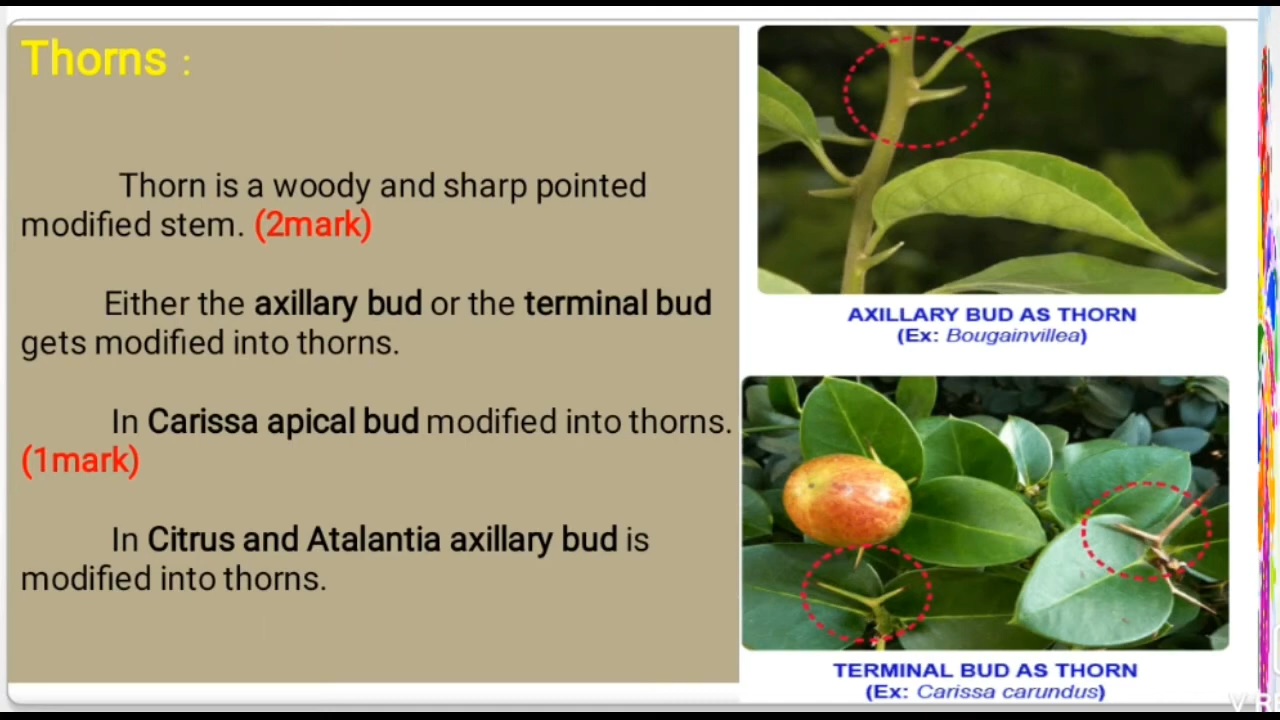 Thorns :
Thorn is a woody and sharp pointed
modified stem. (2mark)
Either the axillary bud or the terminal bud
gets modified into thorns.
In Carissa apical bud modified into thorns.
(1mark)
In Citrus and Atalantia axillary bud is
modified into thorns.
AXILLARY BUD AS THORN
(Ex: Bougainvillea)
TERMINAL BUD AS THORN
(Ex: Carissa carundus)